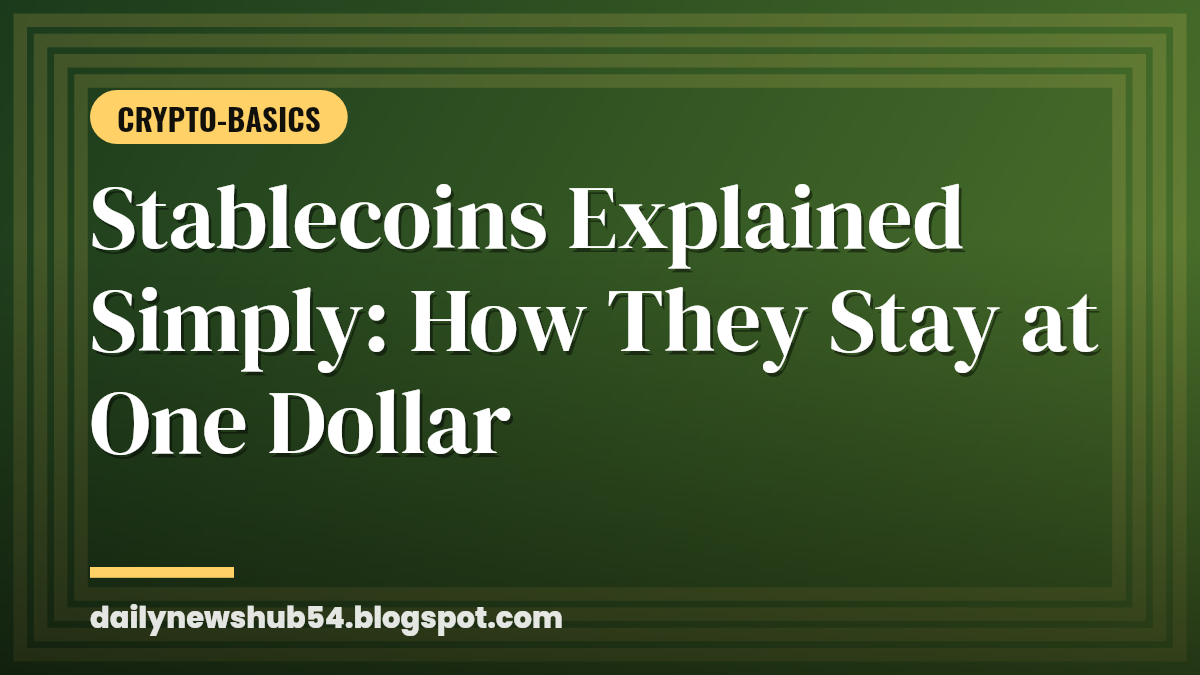 CRYPTO-BASICS
Stablecoins Explained
Simply: How They Stay at
One Dollar
dailynewshub54.blogspot.com